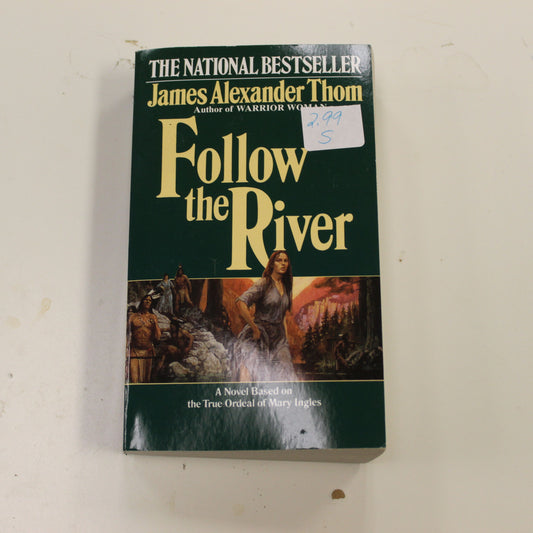 THE NATIONAL BESTSELLER
James Alexander Thom
Author of WARRIOR WOMAN
2.99
S
Follow
the River
A Novel Based on
the True Ordeal of Mary Ingles